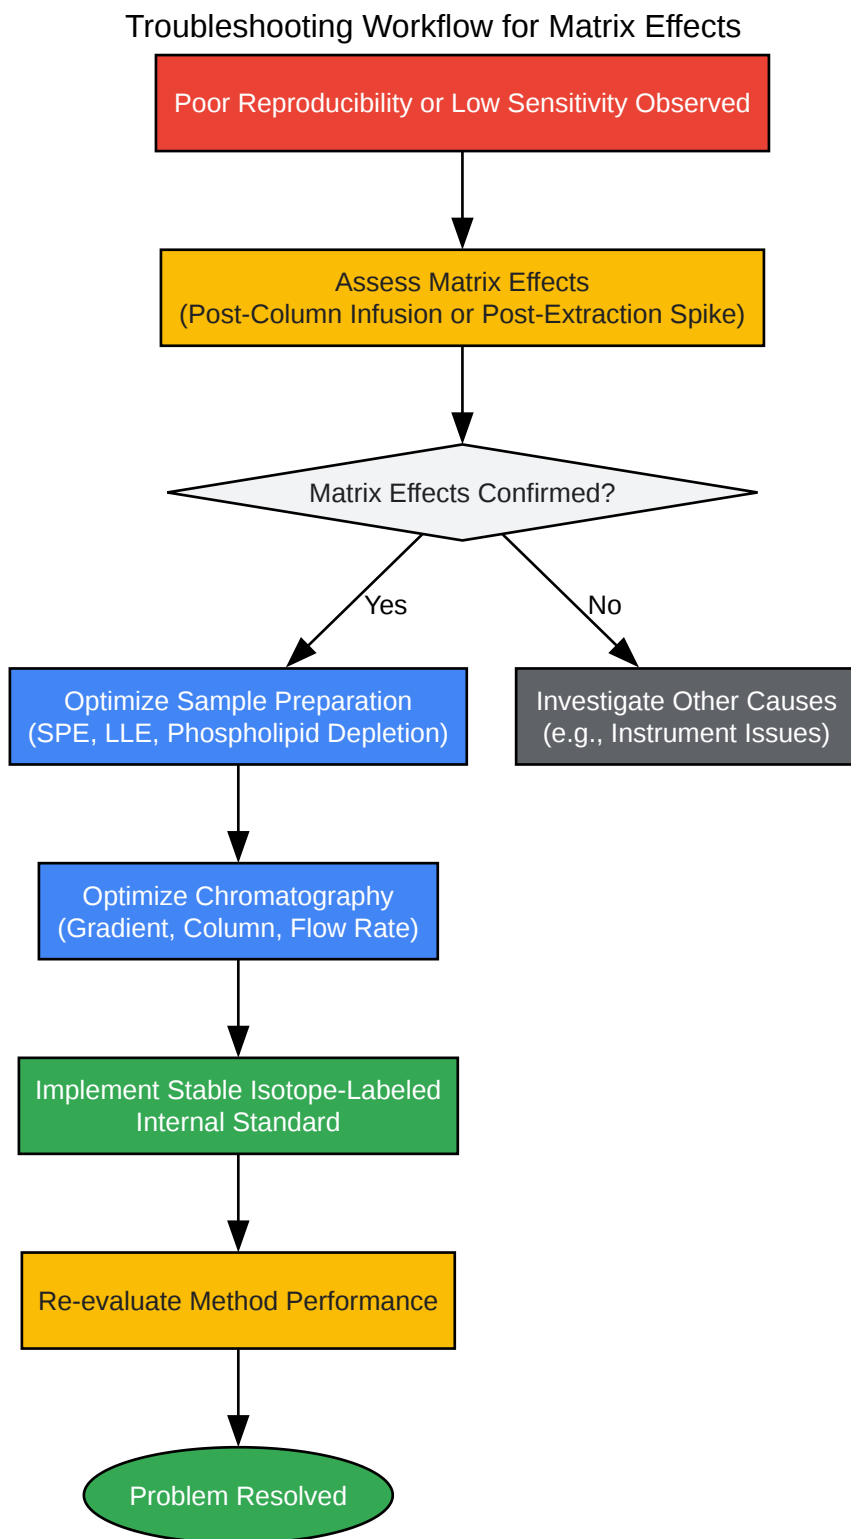 Troubleshooting Workflow for Matrix Effects
Poor Reproducibility or Low Sensitivity Observed
Assess Matrix Effects
(Post-Column Infusion or Post-Extraction Spike)
Matrix Effects Confirmed?
Yes
No
Optimize Sample Preparation
(SPE, LLE, Phospholipid Depletion)
Investigate Other Causes
(e.g., Instrument Issues)
Optimize Chromatography
(Gradient, Column, Flow Rate)
Implement Stable Isotope-Labeled
Internal Standard
Re-evaluate Method Performance
Problem Resolved